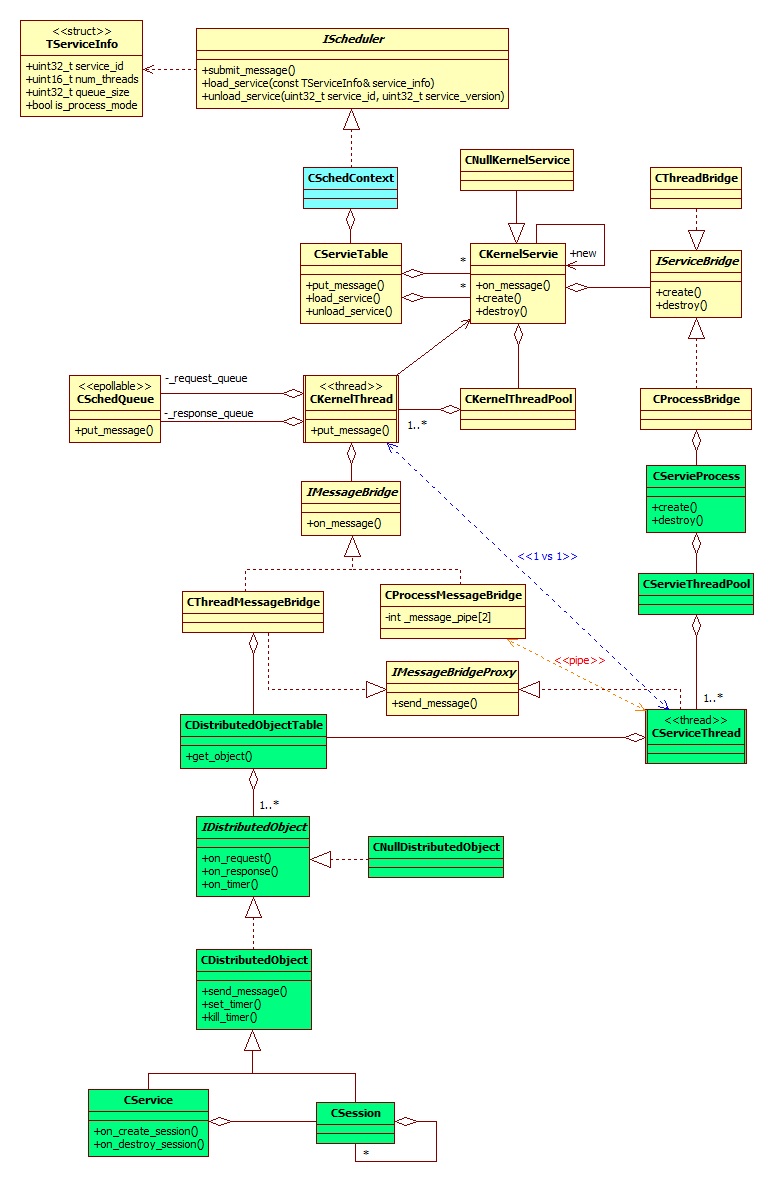 <<struct>>
TServiceInfo
+uint32_t service_id
+uint16_t num_threads
+uint32_t queue_size
+bool is_process_mode
IScheduler
+submit_message()
+load_service(const TServiceInfo& service_info)
+unload_service(uint32_t service_id, uint32_t service_version)
CSchedContext
CNullKernelService
CThreadBridge
CServieTable
+put_message()
+load_service()
+unload_service()
*
*
CKernelServie
+on_message()
+create()
+destroy()
+new
IServiceBridge
+create()
+destroy()
<<epollable>>
CSchedQueue
+put_message()
-_request_queue
-_response_queue
<<thread>>
CKernelThread
+put_message()
1..*
CKernelThreadPool
CProcessBridge
IMessageBridge
+on_message()
CServieProcess
+create()
+destroy()
<<1 vs 1>>
CThreadMessageBridge
CProcessMessageBridge
-int _message_pipe[2]
CServieThreadPool
<<pipe>>
IMessageBridgeProxy
+send_message()
1..*
CDistributedObjectTable
+get_object()
<<thread>>
CServiceThread
1..*
IDistributedObject
+on_request()
+on_response()
+on_timer()
CNullDistributedObject
CDistributedObject
+send_message()
+set_timer()
+kill_timer()
CService
+on_create_session()
+on_destroy_session()
CSession
*